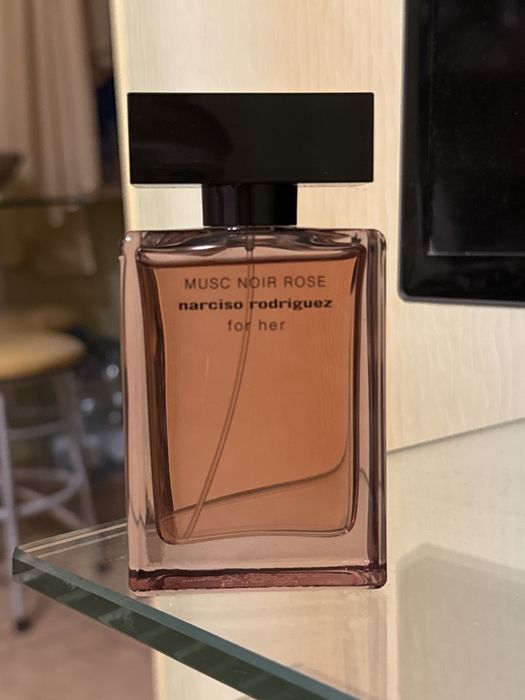 MUSC NOIR ROSE
narciso rodriguez
for her